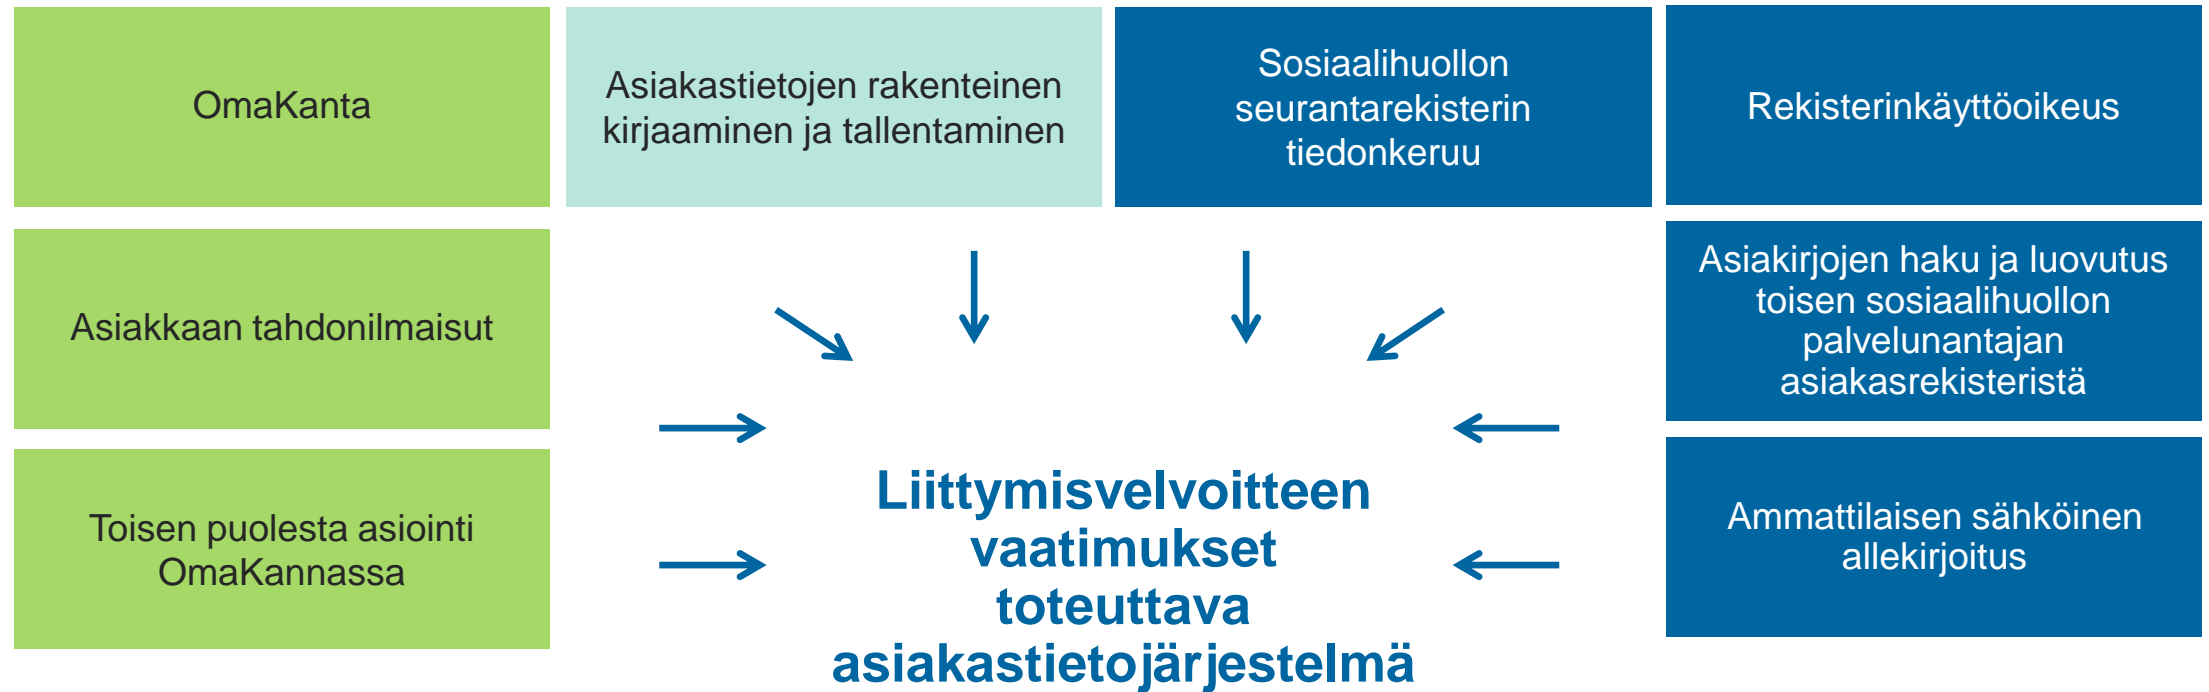 OmaKanta
Asiakastietojen rakenteinen
kirjaaminen ja tallentaminen
Sosiaalihuollon
seurantarekisterin
tiedonkeruu
Rekisterinkäyttöoikeus
Asiakkaan tahdonilmaisut
Asiakirjojen haku ja luovutus
toisen sosiaalihuollon
palvelunantajan
asiakasrekisteristä
Toisen puolesta asiointi
OmaKannassa
Liittymisvelvoitteen
vaatimukset
toteuttava
asiakastietojärjestelmä
Ammattilaisen sähköinen
allekirjoitus